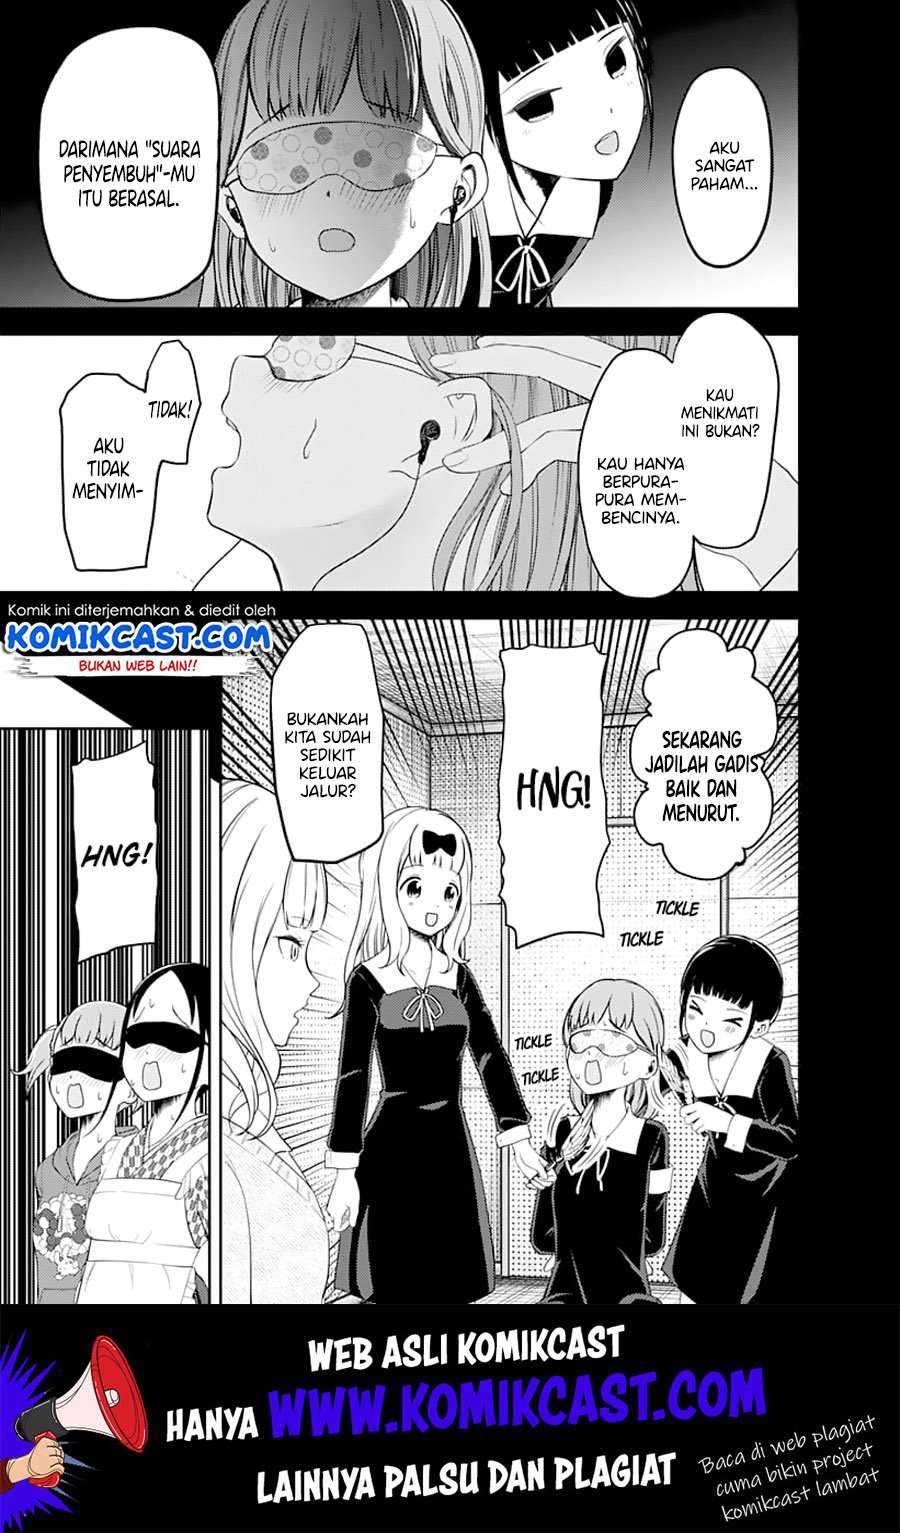 AKU
SANGAT
PAHAM...
DARIMANA "SUARA
PENYEMBUH"-MU
ITU BERASAL.
KAU
MENIKMATI
INI BUKAN?
KAU HANYA
BERPURA-
PURA MEM-
BENCINYA.
TIDAK!
AKU
TIDAK
MENYIM-
Komik ini diterjemahkan & diedit oleh
KOMIKCAST.COM
BUKAN WEB LAIN!!
SEKARANG
JADILAH GADIS
BAIK DAN
MENURUT.
HNG!
BUKANKAH
KITA SUDAH
SEDIKIT
KELUAR
JALUR?
TICKLE
TICKLE
TICKLE
TICKLE
HNG!
WEB ASLI KOMIKCAST
HANYA WWW.KOMIKCAST.COM
LAINNYA PALSU DAN PLAGIAT
Baca di web plagiat
cuma bikin project
komikcast lambat